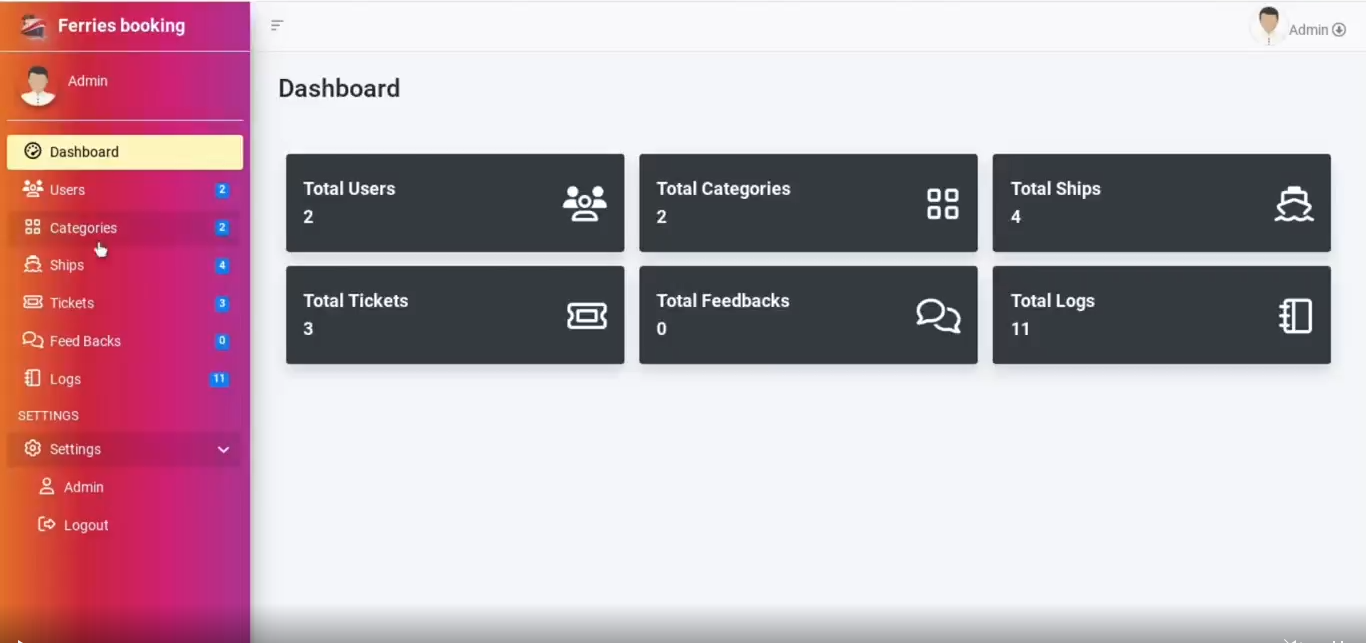 Ferries booking
Admin
Admin
Dashboard
Dashboard
Users 2
Categories 2
Ships 4
Tickets 3
Feed Backs 0
Logs 11
SETTINGS
Settings
Admin
Logout
Total Users
2
Total Categories
2
Total Ships
4
Total Tickets
3
Total Feedbacks
0
Total Logs
11